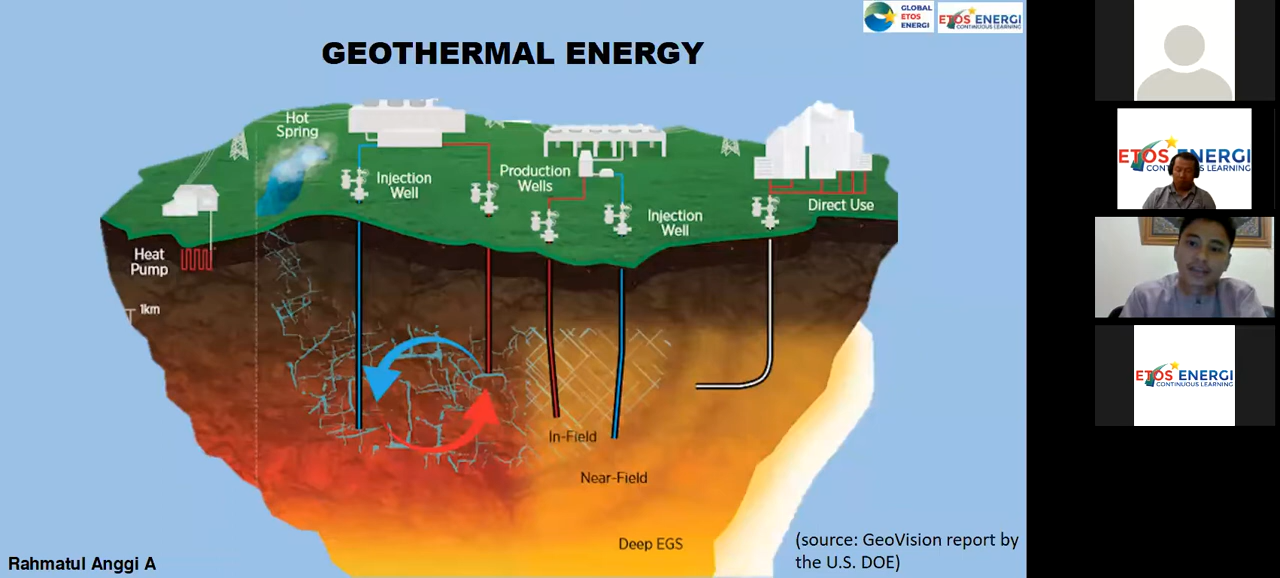 GLOBAL
ETOS
ENERGI
ETOS ENERGI
CONTINUOUS LEARNING
GEOTHERMAL ENERGY
Hot
Spring
Injection
Well
Production
Wells
Injection
Well
Direct Use
Heat
Pump
1km
In-Field
Near-Field
Deep EGS
(source: GeoVision report by
the U.S. DOE)
Rahmatul Anggi A
ETOS ENERGI
CONTINUOUS LEARNING
ETOS ENERGI
CONTINUOUS LEARNING